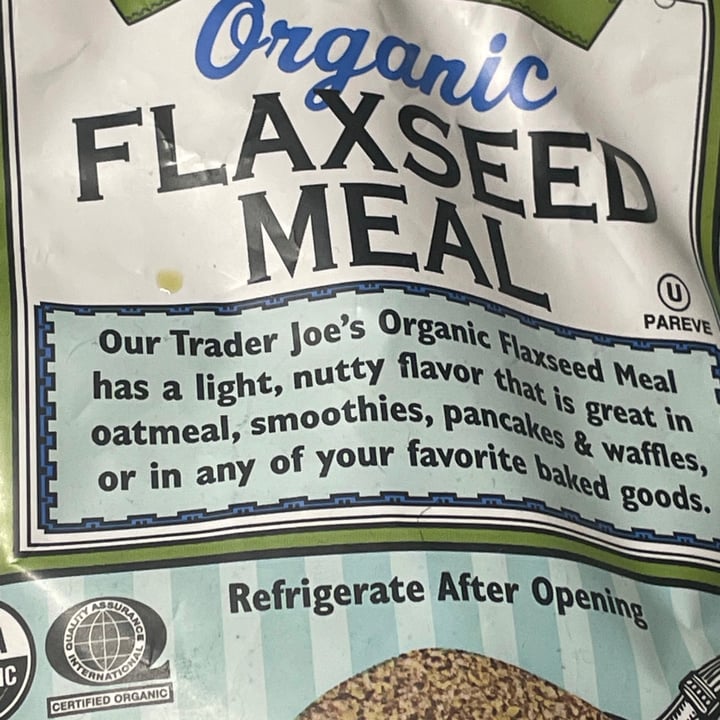 Organic
FLAXSEED
MEAL
U
PAREVE
Our Trader Joe's Organic Flaxseed Meal
has a light, nutty flavor that is great in
oatmeal, smoothies, pancakes & waffles,
or in any of your favorite baked goods.
Refrigerate After Opening
QUALITY ASSURANCE
INTERNATIONAL
CERTIFIED ORGANIC
IC